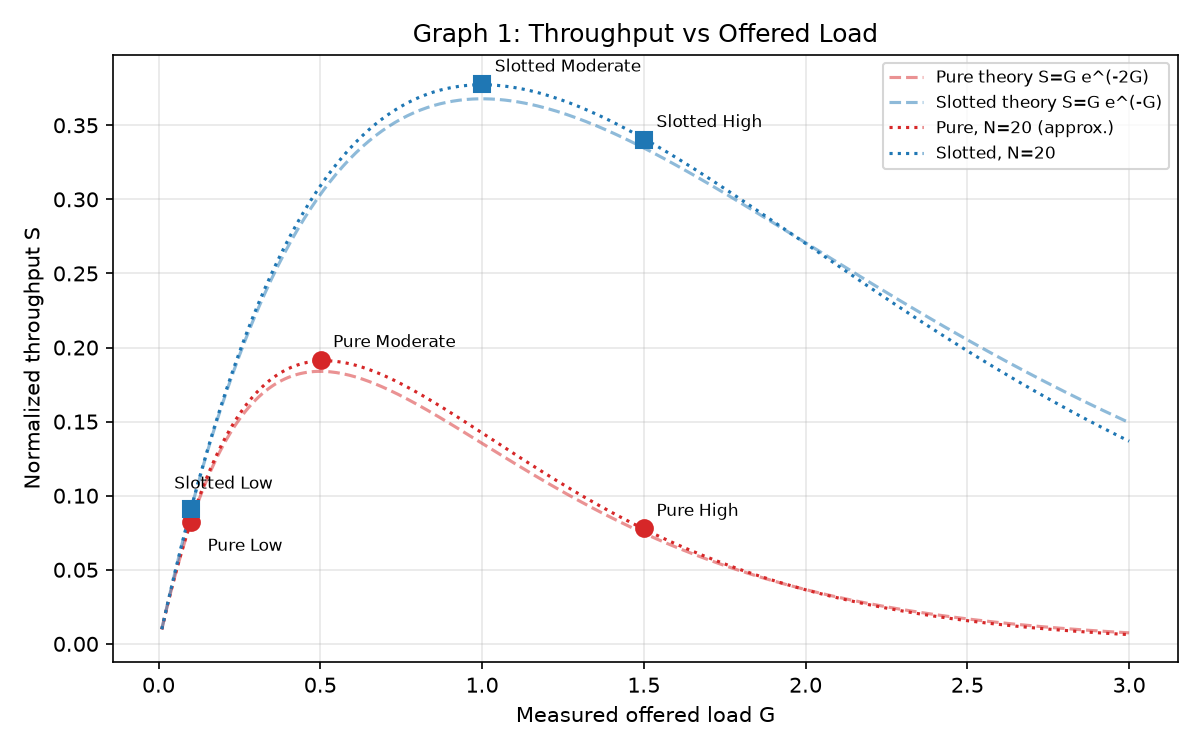 Graph 1: Throughput vs Offered Load
Slotted Moderate
Slotted High
Pure Moderate
Slotted Low
Pure Low
Pure High
Pure theory S=G e^(-2G)
Slotted theory S=G e^(-G)
Pure, N=20 (approx.)
Slotted, N=20
Normalized throughput S
0.35
0.30
0.25
0.20
0.15
0.10
0.05
0.00
0.0 0.5 1.0 1.5 2.0 2.5 3.0
Measured offered load G